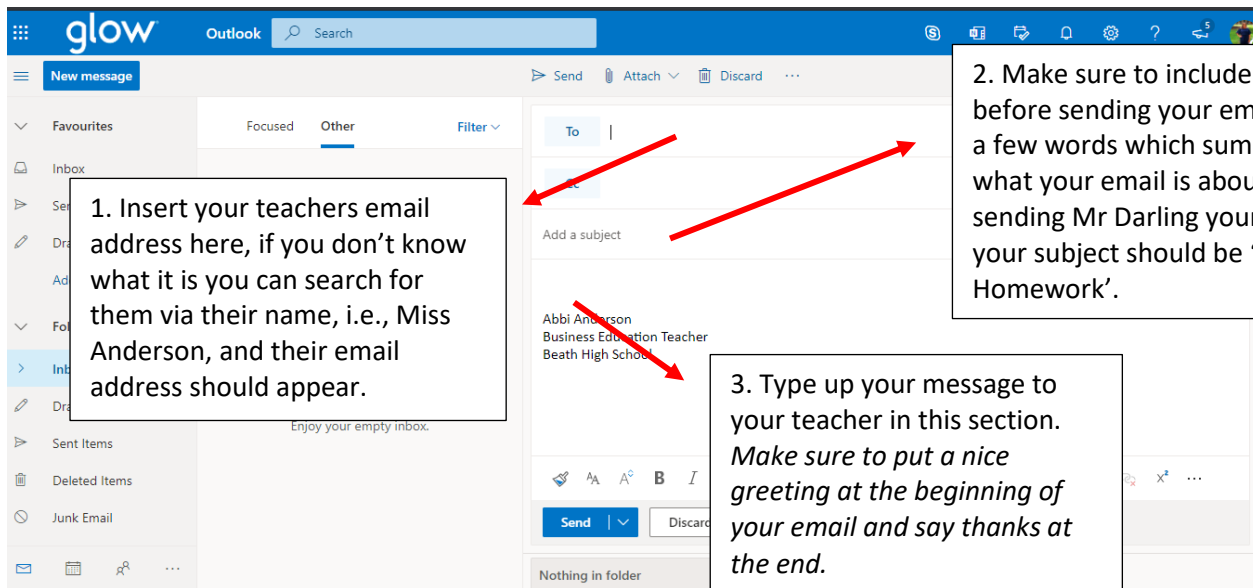 glow
Outlook
Search
5
New message
Send
Attach
Discard
Favourites
Focused
Other
Filter
To
Inbox
Add a subject
1. Insert your teachers email
address here, if you don’t know
what it is you can search for
them via their name, i.e., Miss
Anderson, and their email
address should appear.
2. Make sure to include
before sending your em
a few words which sum
what your email is abou
sending Mr Darling your
your subject should be ‘
Homework’.
Abbi Anderson
Business Education Teacher
Beath High School
3. Type up your message to
your teacher in this section.
Make sure to put a nice
greeting at the beginning of
your email and say thanks at
the end.
Enjoy your empty inbox.
Sent Items
Deleted Items
Junk Email
Send
Discard
Nothing in folder